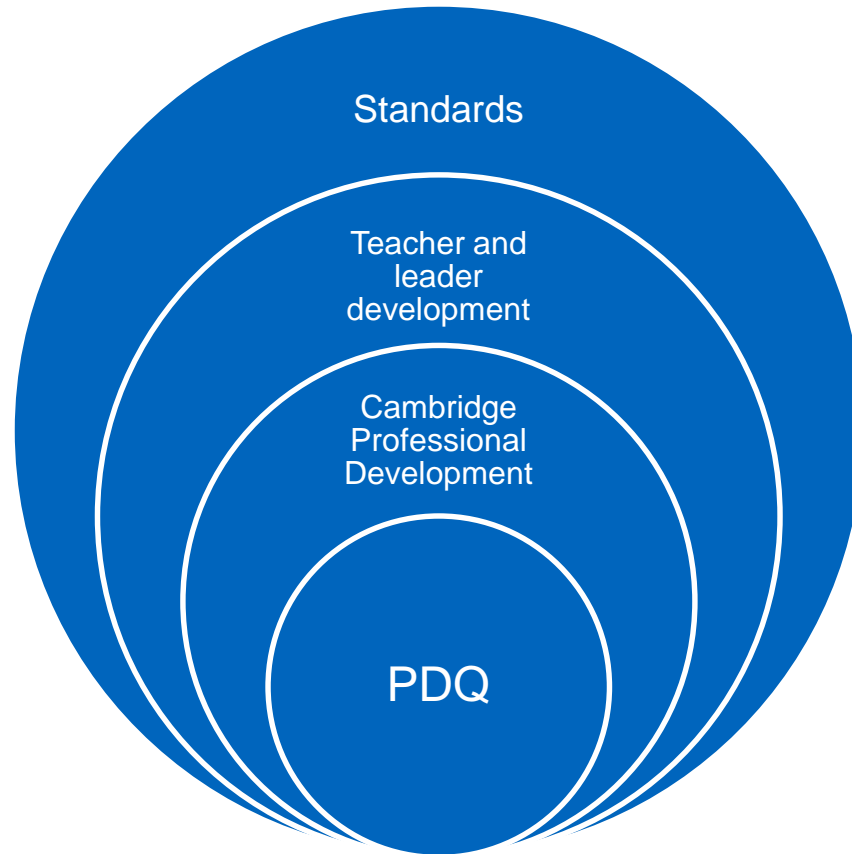 Standards
Teacher and
leader
development
Cambridge
Professional
Development
PDQ